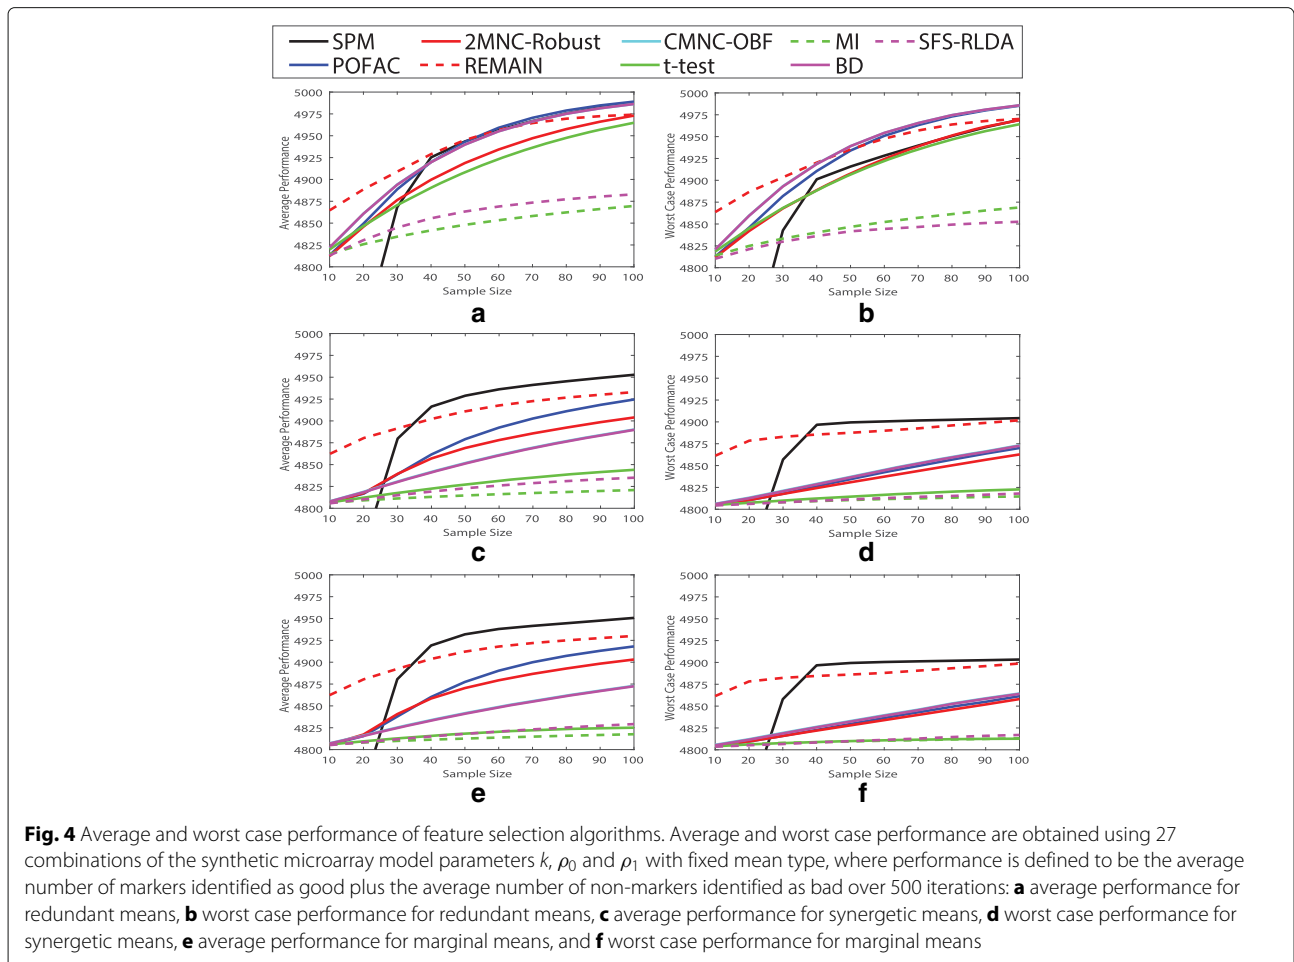 SPM 2MNC-Robust CMNC-OBF MI SFS-RLDA
POFAC REMAIN t-test BD
5000
4975
4950
4925
4900
4875
4850
4825
4800
Average Performance
10 20 30 40 50 60 70 80 90 100
Sample Size
a
5000
4975
4950
4925
4900
4875
4850
4825
4800
Worst Case Performance
10 20 30 40 50 60 70 80 90 100
Sample Size
b
5000
4975
4950
4925
4900
4875
4850
4825
4800
Average Performance
10 20 30 40 50 60 70 80 90 100
Sample Size
c
5000
4975
4950
4925
4900
4875
4850
4825
4800
Worst Case Performance
10 20 30 40 50 60 70 80 90 100
Sample Size
d
5000
4975
4950
4925
4900
4875
4850
4825
4800
Average Performance
10 20 30 40 50 60 70 80 90 100
Sample Size
e
5000
4975
4950
4925
4900
4875
4850
4825
4800
Worst Case Performance
10 20 30 40 50 60 70 80 90 100
Sample Size
f
Fig. 4 Average and worst case performance of feature selection algorithms. Average and worst case performance are obtained using 27
combinations of the synthetic microarray model parameters k, ρ0 and ρ1 with fixed mean type, where performance is defined to be the average
number of markers identified as good plus the average number of non-markers identified as bad over 500 iterations: a average performance for
redundant means, b worst case performance for redundant means, c average performance for synergetic means, d worst case performance for
synergetic means, e average performance for marginal means, and f worst case performance for marginal means